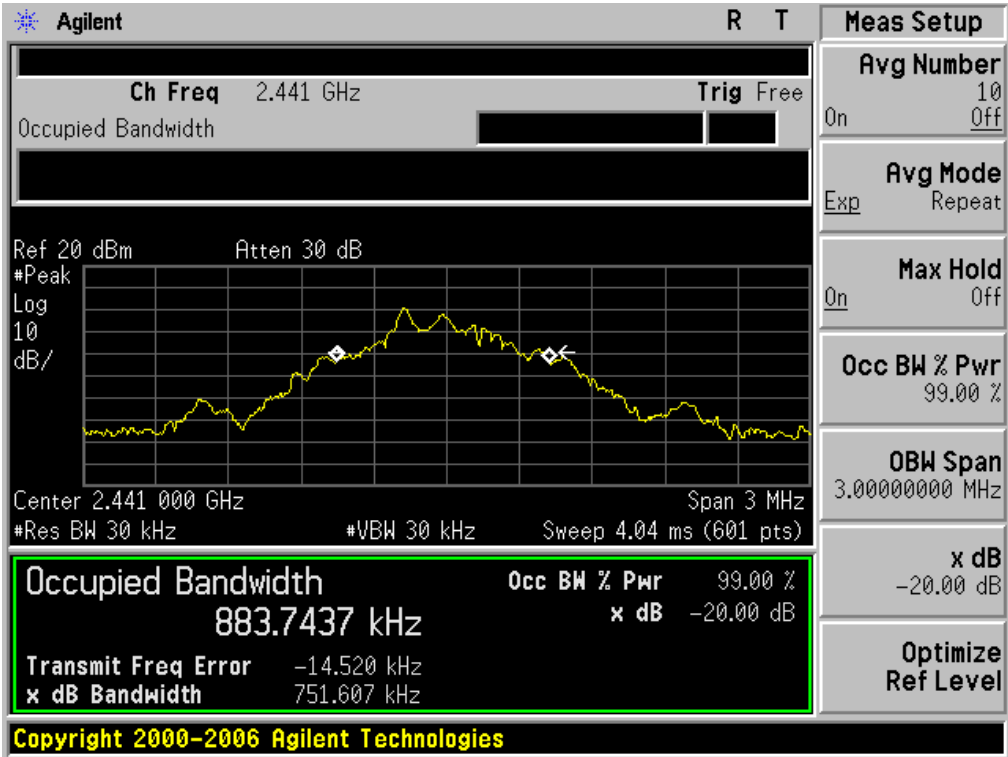 Agilent R T
Ch Freq 2.441 GHz Trig Free
Occupied Bandwidth
Ref 20 dBm Atten 30 dB
#Peak
Log
10
dB/
Center 2.441 000 GHz Span 3 MHz
#Res BW 30 kHz #VBW 30 kHz Sweep 4.04 ms (601 pts)
Occupied Bandwidth
883.7437 kHz
Occ BW % Pwr 99.00 %
x dB -20.00 dB
Transmit Freq Error -14.520 kHz
x dB Bandwidth 751.607 kHz
Copyright 2000-2006 Agilent Technologies
Meas Setup
Avg Number
10
On Off
Avg Mode
Exp Repeat
Max Hold
On Off
Occ BW % Pwr
99.00 %
OBW Span
3.00000000 MHz
x dB
-20.00 dB
Optimize
Ref Level